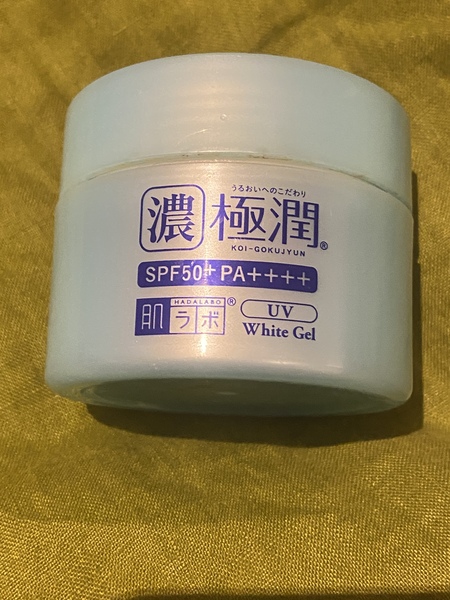 うるおいへのこだわり
濃 極潤®
KOI-GOKUJYUN
SPF50+ PA++++
HADALABO
肌ラボ®
UV
White Gel